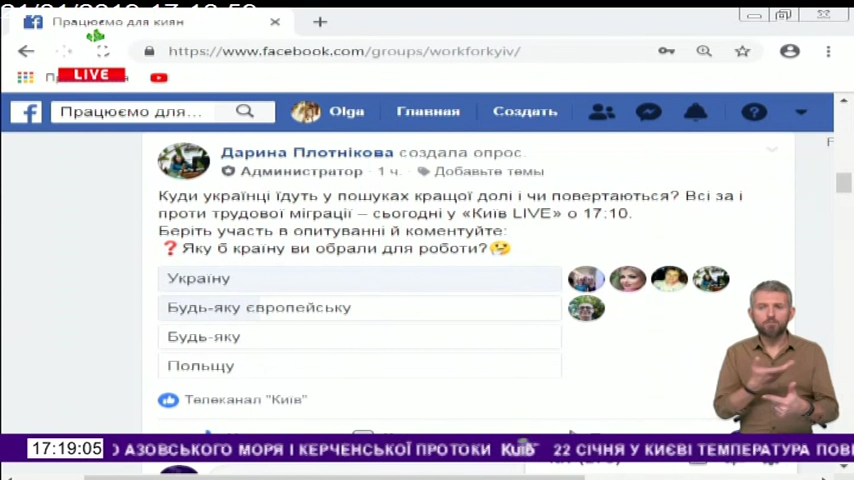 Працюємо для киян
https://www.facebook.com/groups/workforkyiv/
LIVE
Працюємо для...
Olga
Главная
Создать
Дарина Плотнікова создала опрос.
Администратор · 1 ч. · Добавьте темы
Куди українці їдуть у пошуках кращої долі і чи повертаються? Всі за і
проти трудової міграції – сьогодні у «Київ LIVE» о 17:10.
Беріть участь в опитуванні й коментуйте:
❓Яку б країну ви обрали для роботи?🤔
Україну
Будь-яку європейську
Будь-яку
Польщу
Телеканал "Київ"
17:19:05
О АЗОВСЬКОГО МОРЯ І КЕРЧЕНСЬКОЇ ПРОТОКИ Київ 22 СІЧНЯ У КИЄВІ ТЕМПЕРАТУРА ПОВІ